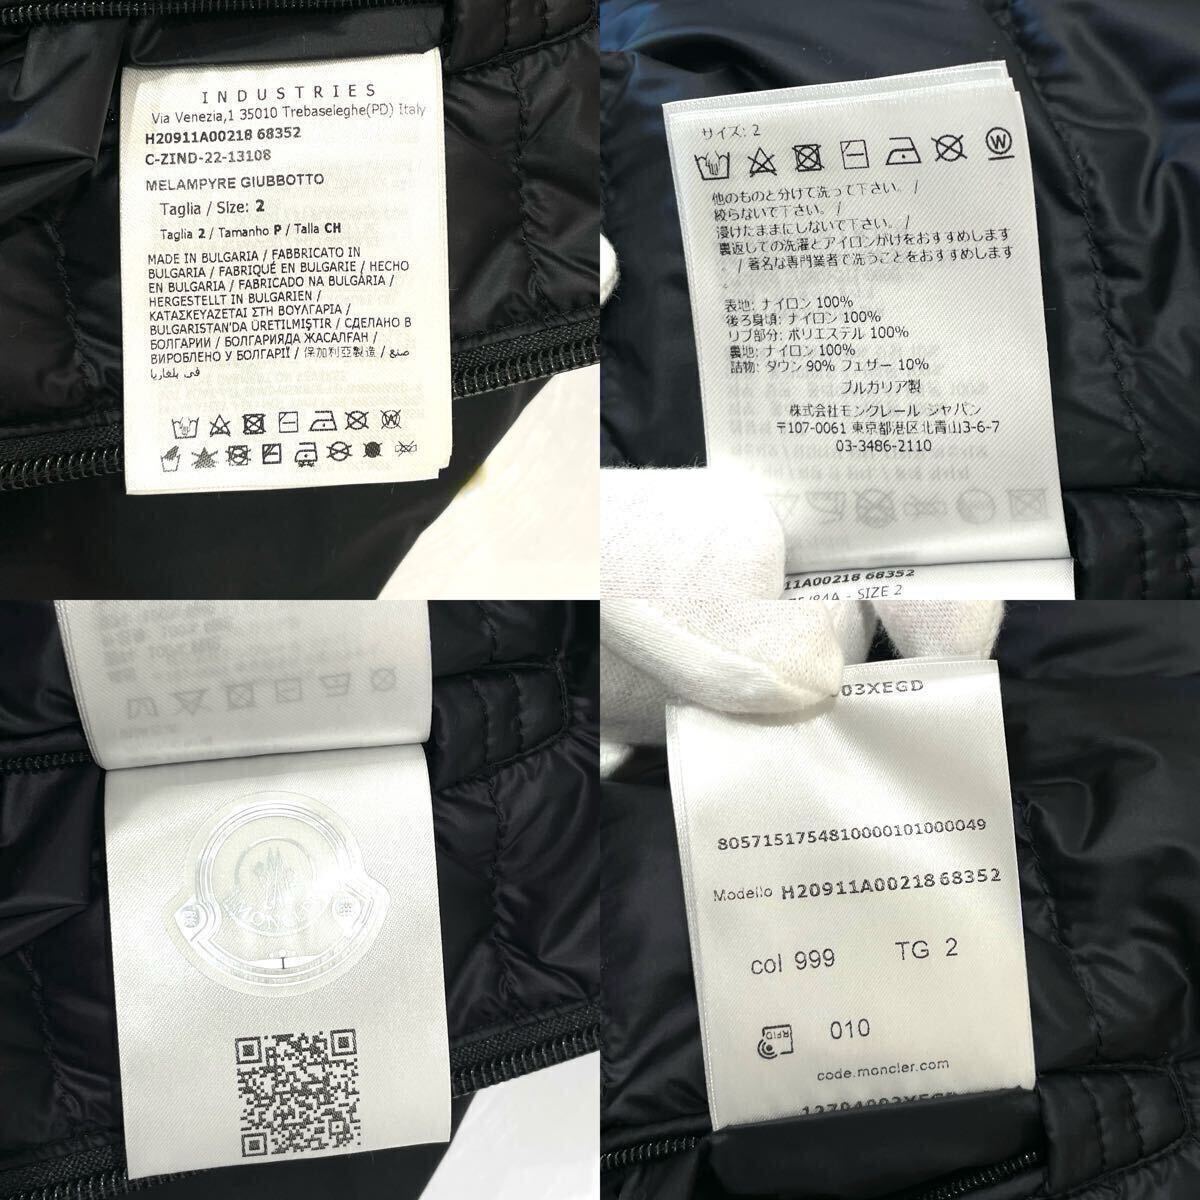 INDUSTRIES
Via Venezia,1 35010 Trebaseleghe(PD) Italy
H20911A00218 68352
C-ZIND-22-13108
MELAMPYRE GIUBBOTTO
Taglia / Size: 2
Taglia 2 / Tamanho P / Talla CH
MADE IN BULGARIA / FABBRICATO IN
BULGARIA / FABRIQUÉ EN BULGARIE / HECHO
EN BULGARIA / FABRICADO NA BULGÁRIA /
HERGESTELLT IN BULGARIEN /
ΚΑΤΑΣΚΕΥΑΖΕΤΑΙ ΣΤΗ ΒΟΥΛΓΑΡΙΑ /
BULGARISTAN'DA ÜRETİLMİŞTİR / СДЕЛАНО В
БОЛГАРИИ / БОЛГАРИЯДА ЖАСАЛҒАН /
ВИРОБЛЕНО У БОЛГАРІЇ / 保加利亞製造 / صنع
في بلغاريا
サイズ: 2
他のものと分けて洗って下さい。 /
絞らないで下さい。 /
浸けたままにしないで下さい。 /
裏返しての洗濯とアイロンがけをおすすめします
。 / 著名な専門業者で洗うことをおすすめします
。
表地: ナイロン 100%
後ろ身頃: ナイロン 100%
リブ部分: ポリエステル 100%
裏地: ナイロン 100%
詰物: ダウン 90% フェザー 10%
ブルガリア製
株式会社モンクレール ジャパン
〒107-0061 東京都港区北青山3-6-7
03-3486-2110
11A00218 68352
/84A - SIZE 2
MONCLER
03XEGD
8057151754810000101000049
Modello H20911A00218 68352
col 999 TG 2
RFID 010
code.moncler.com
12794003XEGD